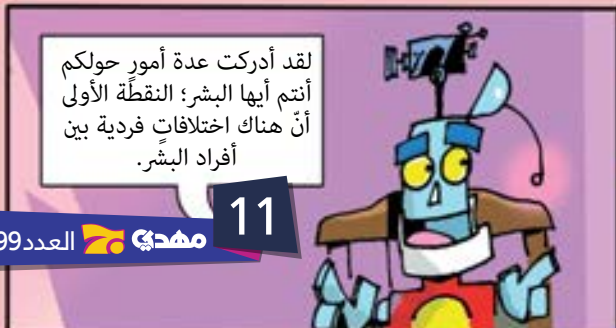 لقد أدركت عدة أمورٍ حولكم
أنتم أيها البشر؛ النقطة الأولى
أنّ هناك اختلافاتٍ فردية بين
أفراد البشر.
11
مهدي العدد99